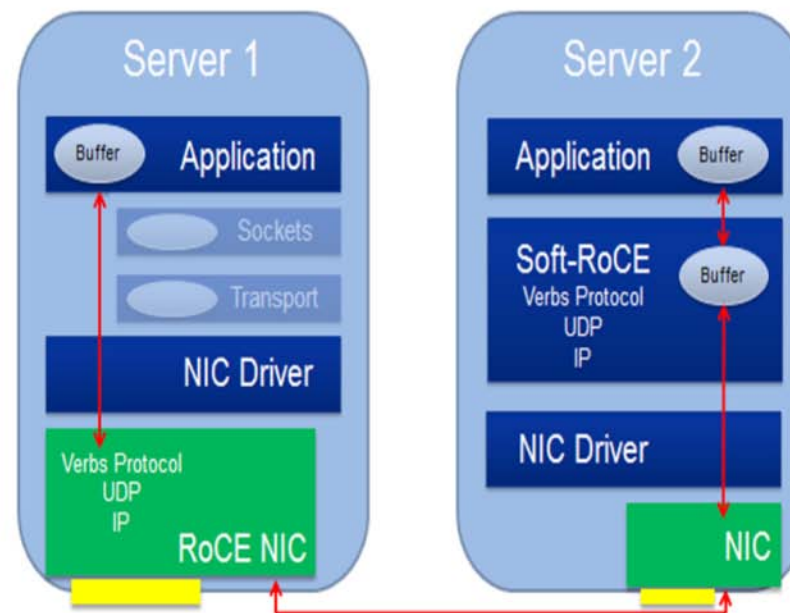 Server 1
Buffer
Application
Sockets
Transport
NIC Driver
Verbs Protocol
UDP
IP
RoCE NIC
Server 2
Application
Buffer
Soft-RoCE
Buffer
Verbs Protocol
UDP
IP
NIC Driver
NIC